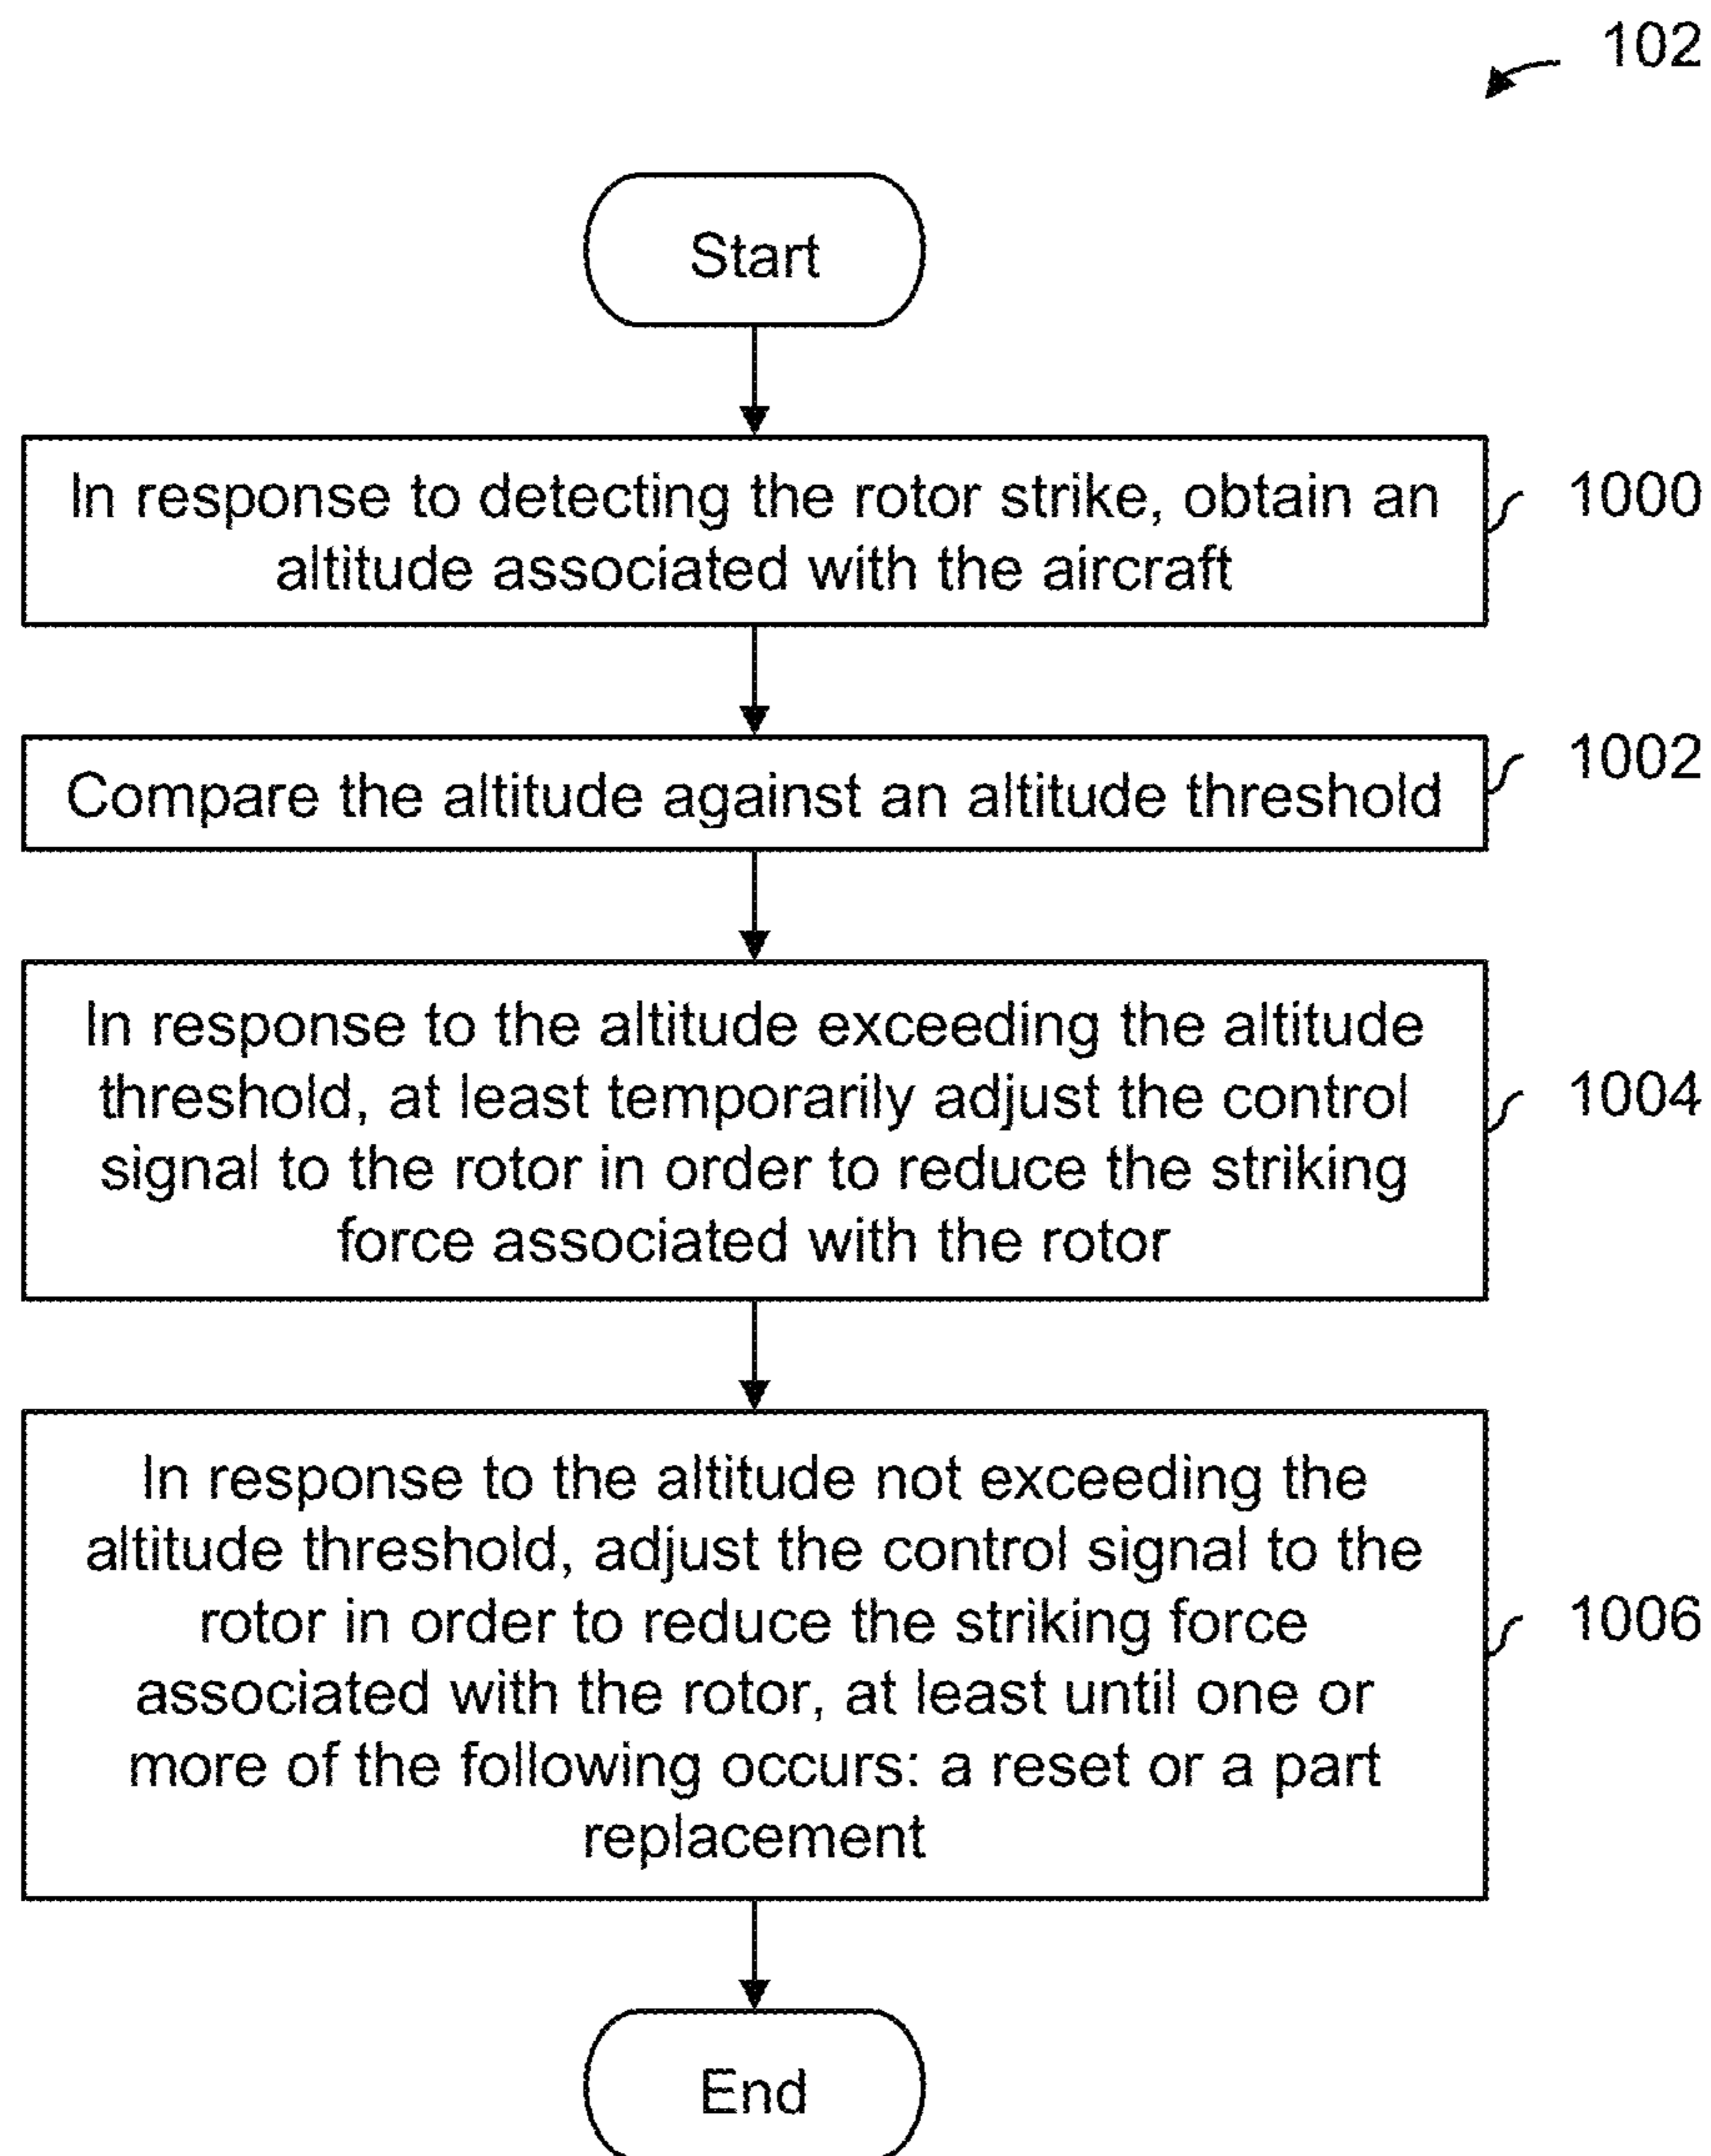 102
Start
In response to detecting the rotor strike, obtain an
altitude associated with the aircraft
1000
Compare the altitude against an altitude threshold
1002
In response to the altitude exceeding the altitude
threshold, at least temporarily adjust the control
signal to the rotor in order to reduce the striking
force associated with the rotor
1004
In response to the altitude not exceeding the
altitude threshold, adjust the control signal to the
rotor in order to reduce the striking force
associated with the rotor, at least until one or
more of the following occurs: a reset or a part
replacement
1006
End